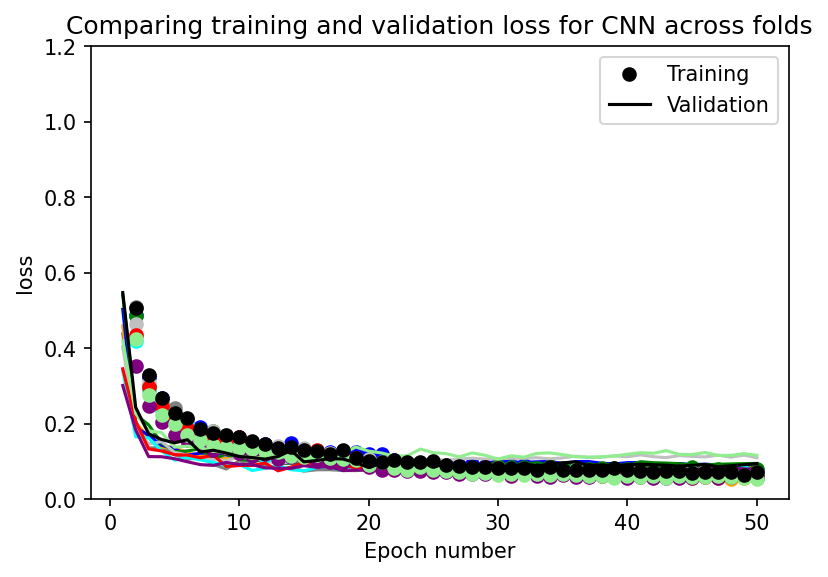 Comparing training and validation loss for CNN across folds
1.2
1.0
0.8
0.6
0.4
0.2
0.0
loss
Training
Validation
0 10 20 30 40 50
Epoch number